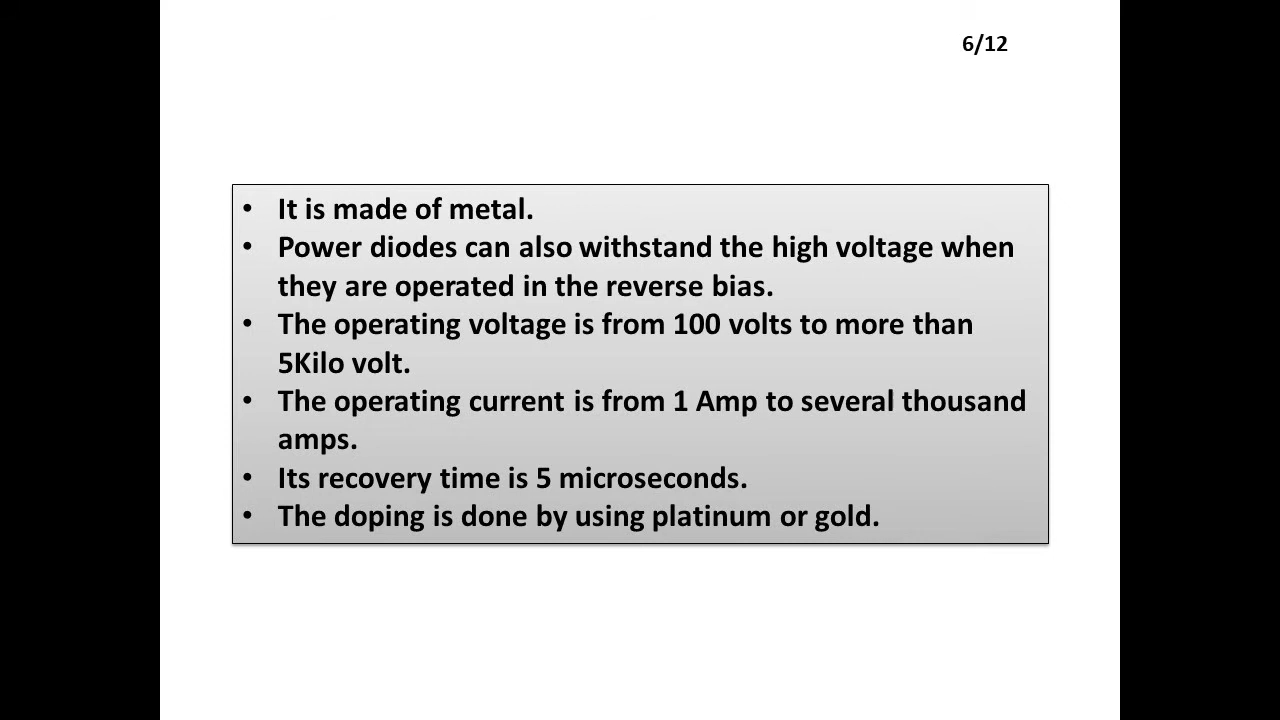 6/12
• It is made of metal.
• Power diodes can also withstand the high voltage when
they are operated in the reverse bias.
• The operating voltage is from 100 volts to more than
5Kilo volt.
• The operating current is from 1 Amp to several thousand
amps.
• Its recovery time is 5 microseconds.
• The doping is done by using platinum or gold.